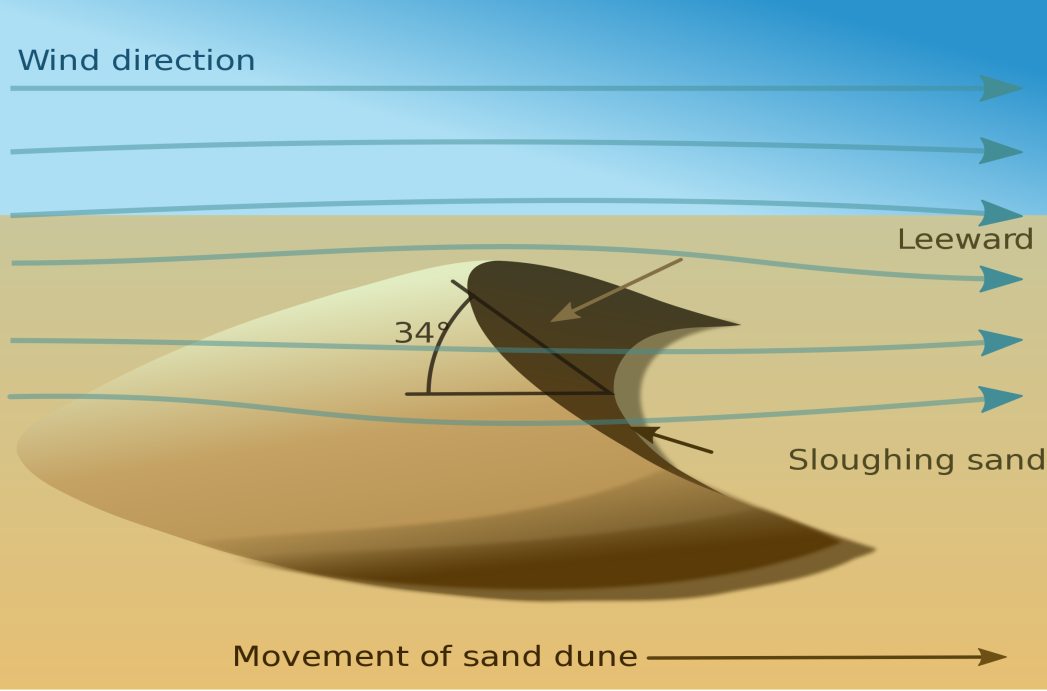 Wind direction
Leeward
34°
Sloughing sand
Movement of sand dune